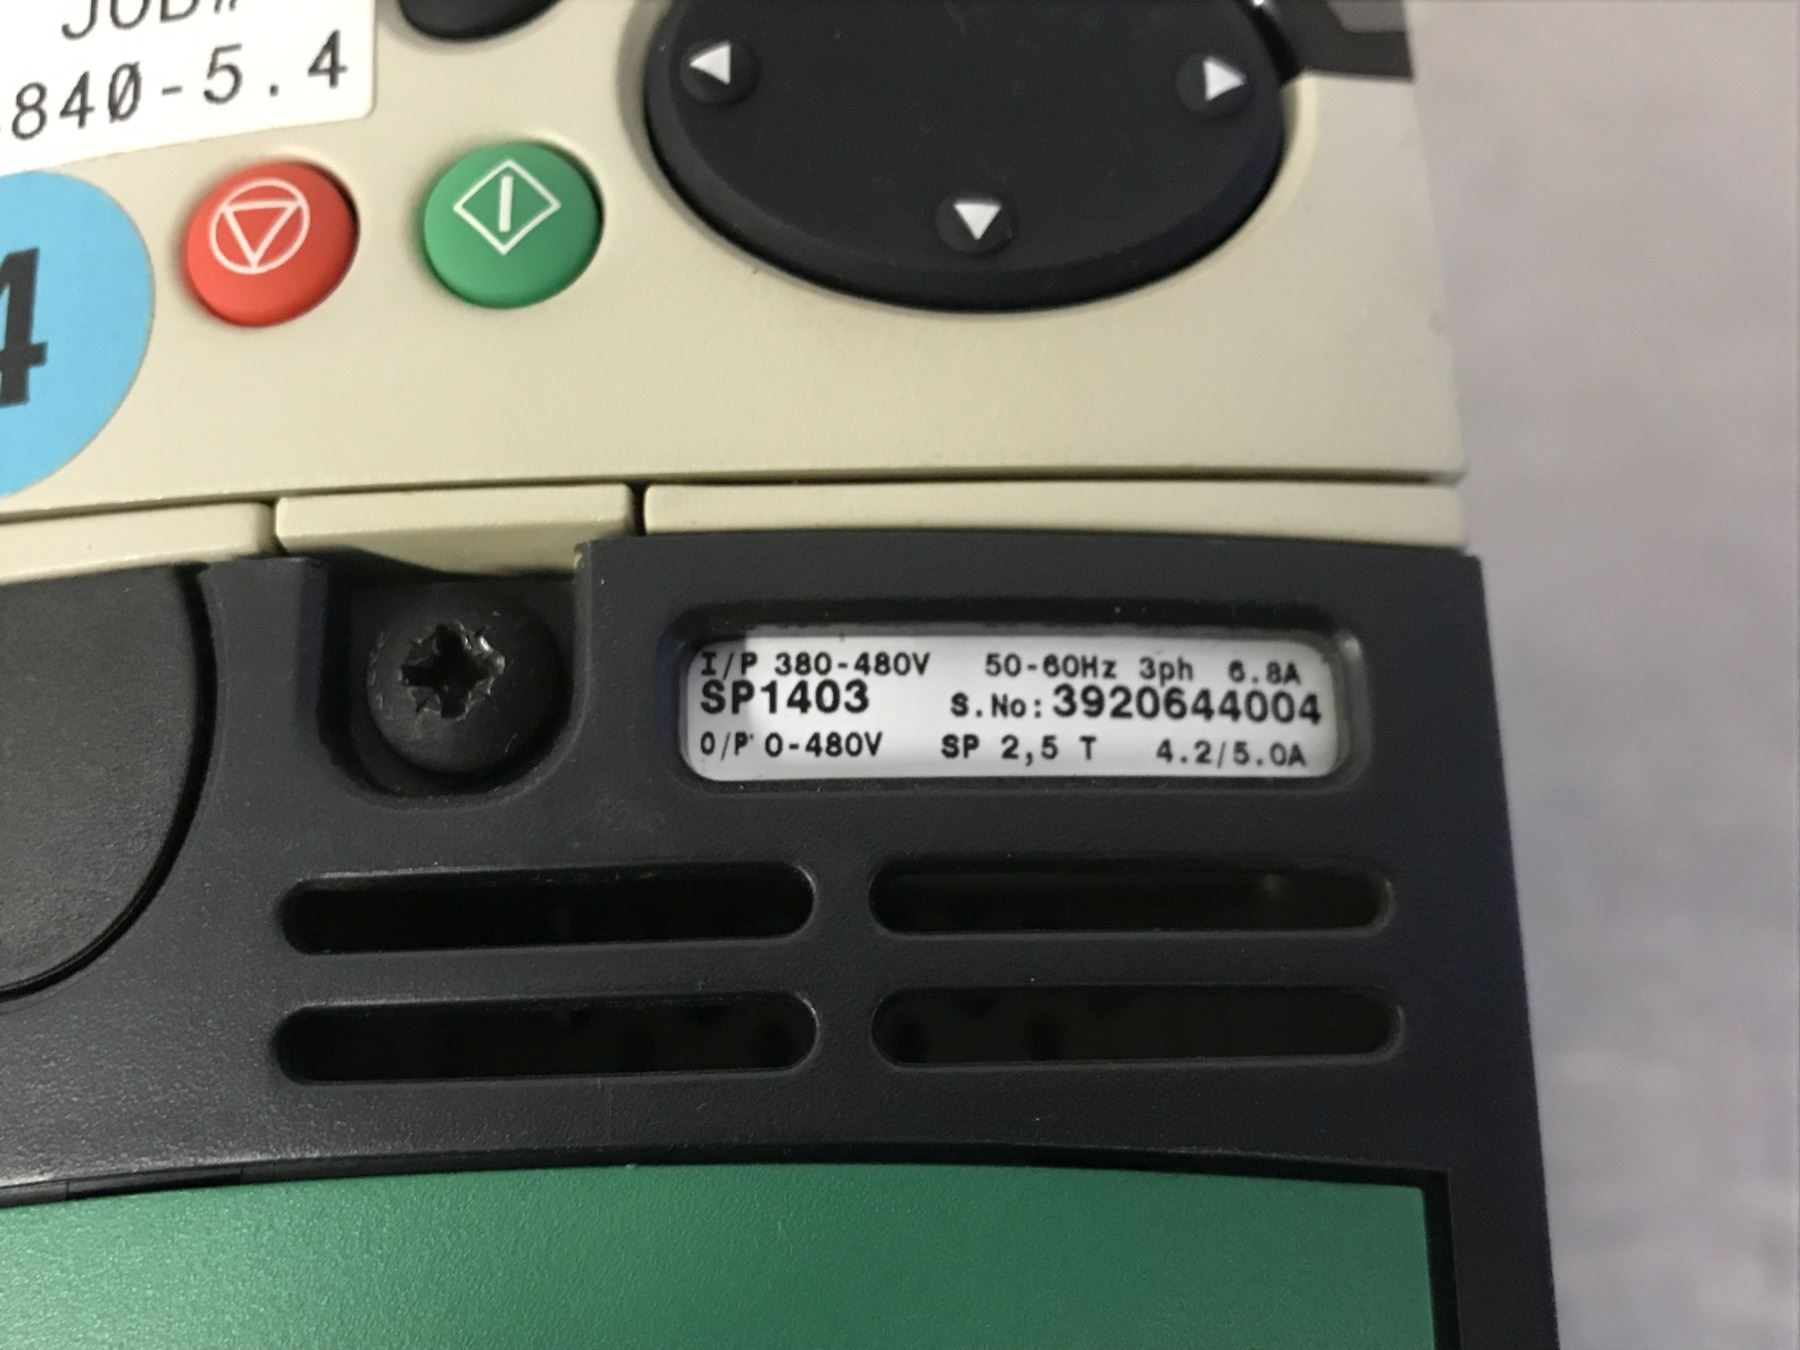 JOB#
840-5.4
4
I/P 380-480V 50-60Hz 3ph 6.8A
SP1403 S.No: 3920644004
O/P 0-480V SP 2,5 T 4.2/5.0A